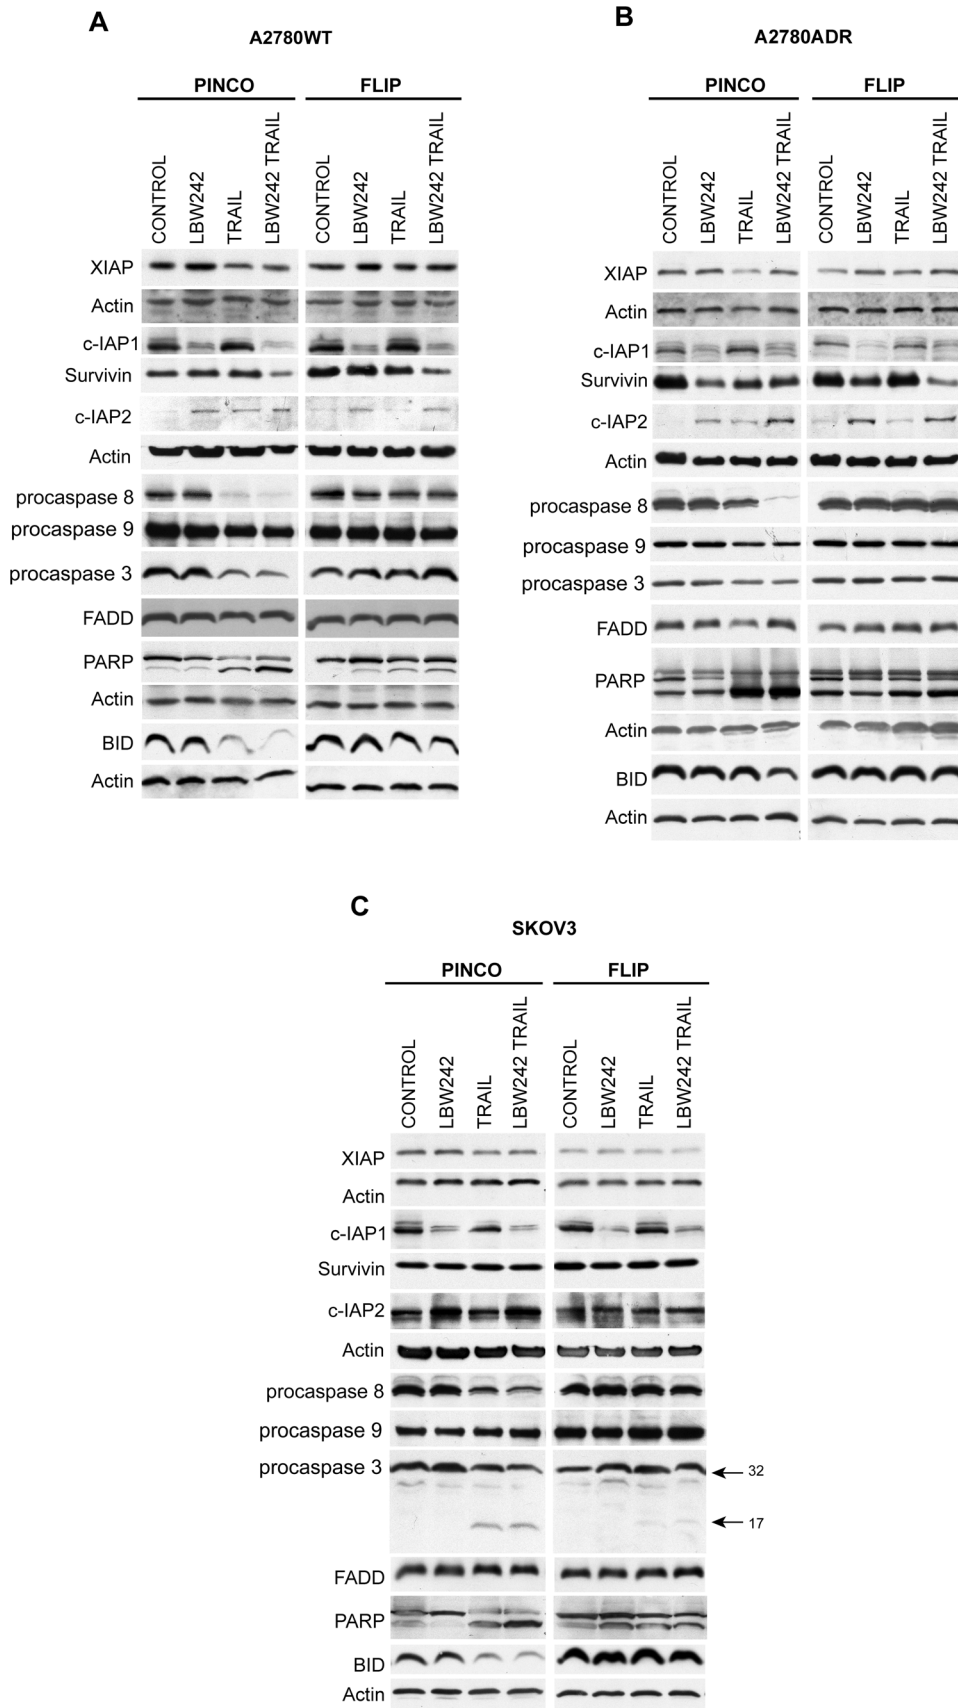 A
A2780WT
PINCO FLIP
CONTROL LBW242 TRAIL LBW242 TRAIL CONTROL LBW242 TRAIL LBW242 TRAIL
XIAP
Actin
c-IAP1
Survivin
c-IAP2
Actin
procaspase 8
procaspase 9
procaspase 3
FADD
PARP
Actin
BID
Actin
B
A2780ADR
PINCO FLIP
CONTROL LBW242 TRAIL LBW242 TRAIL CONTROL LBW242 TRAIL LBW242 TRAIL
XIAP
Actin
c-IAP1
Survivin
c-IAP2
Actin
procaspase 8
procaspase 9
procaspase 3
FADD
PARP
Actin
BID
Actin
C
SKOV3
PINCO FLIP
CONTROL LBW242 TRAIL LBW242 TRAIL CONTROL LBW242 TRAIL LBW242 TRAIL
XIAP
Actin
c-IAP1
Survivin
c-IAP2
Actin
procaspase 8
procaspase 9
procaspase 3 32
17
FADD
PARP
BID
Actin